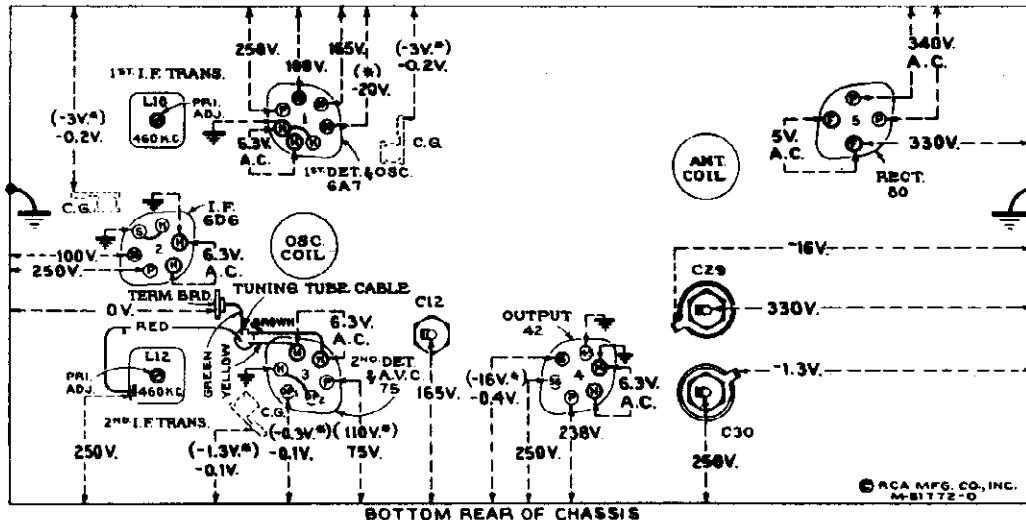 250V.
165V.
(-3V.*)
-0.2V.
340V.
A.C.
1ST. I.F. TRANS.
100V.
(*)
-20V.
L10
PRI.
ADJ.
460 K.C.
(-3V.*)
-0.2V.
6.3V.
A.C.
1
C.G.
1ST DET. & OSC.
6A7
ANT.
COIL
5V.
A.C.
P
F
5
P
F
330V.
RECT.
80
C.G.
I.F.
6D6
2
100V.
250V.
6.3V.
A.C.
OSC.
COIL
-16V.
C29
TERM BRD.
TUNING TUBE CABLE
0V.
C12
330V.
RED
BROWN
6.3V.
A.C.
OUTPUT
42
L12
PRI.
ADJ.
460 K.C.
GREEN
YELLOW
3
2ND. DET.
& A.V.C.
75
165V.
(-16V.*)
-0.4V.
4
6.3V.
A.C.
-1.3V.
2ND. I.F. TRANS.
C.G.
C30
250V.
(-1.3V.*)
-0.1V.
(-0.3V.*)
-0.1V.
(110V.*)
75V.
250V.
238V.
250V.
© RCA MFG. CO., INC.
M-81772-0
BOTTOM REAR OF CHASSIS